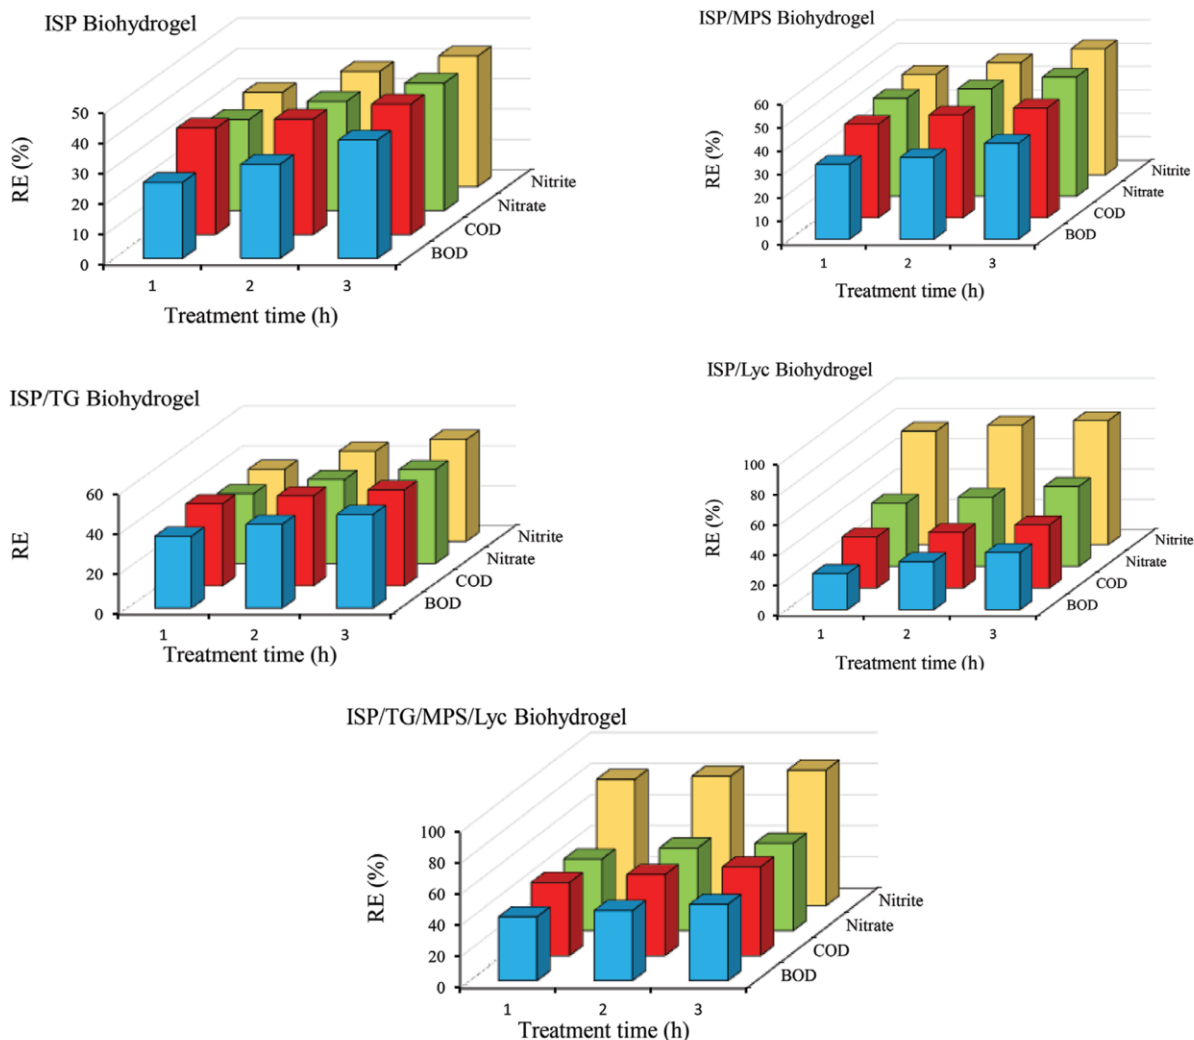 ISP Biohydrogel
RE (%)
50
40
30
20
10
0
1 2 3
BOD
COD
Nitrate
Nitrite
Treatment time (h)
ISP/MPS Biohydrogel
RE (%)
60
50
40
30
20
10
0
1 2 3
BOD
COD
Nitrate
Nitrite
Treatment time (h)
ISP/TG Biohydrogel
RE
60
40
20
0
1 2 3
BOD
COD
Nitrate
Nitrite
Treatment time (h)
ISP/Lyc Biohydrogel
RE (%)
100
80
60
40
20
0
1 2 3
BOD
COD
Nitrate
Nitrite
Treatment time (h)
ISP/TG/MPS/Lyc Biohydrogel
RE (%)
100
80
60
40
20
0
1 2 3
BOD
COD
Nitrate
Nitrite
Treatment time (h)